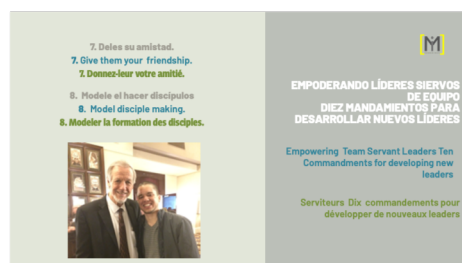 7. Deles su amistad.
7. Give them your friendship.
7. Donnez-leur votre amitié.
8. Modele el hacer discípulos
8. Model disciple making.
8. Modeler la formation des disciples.
EMPODERANDO LÍDERES SIERVOS
DE EQUIPO
DIEZ MANDAMIENTOS PARA
DESARROLLAR NUEVOS LÍDERES
Empowering Team Servant Leaders Ten
Commandments for developing new
leaders
Serviteurs Dix commandements pour
développer de nouveaux leaders